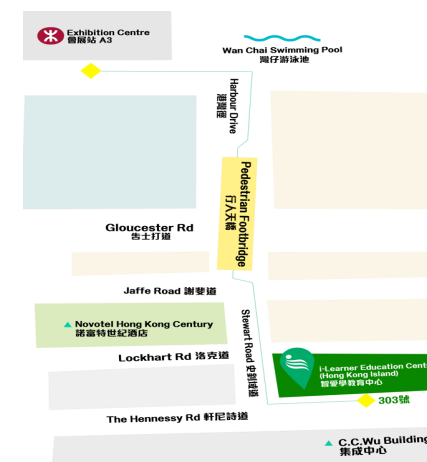 Exhibition Centre
會展站 A3
Wan Chai Swimming Pool
灣仔游泳池
Harbour Drive
港灣徑
Pedestrian Footbridge
行人天橋
Gloucester Rd
告士打道
Jaffe Road 謝斐道
Novotel Hong Kong Century
諾富特世紀酒店
Stewart Road 史釗域道
Lockhart Rd 洛克道
i-Learner Education Cent
(Hong Kong Island)
智愛學教育中心
303號
The Hennessy Rd 軒尼詩道
C.C.Wu Building
集成中心